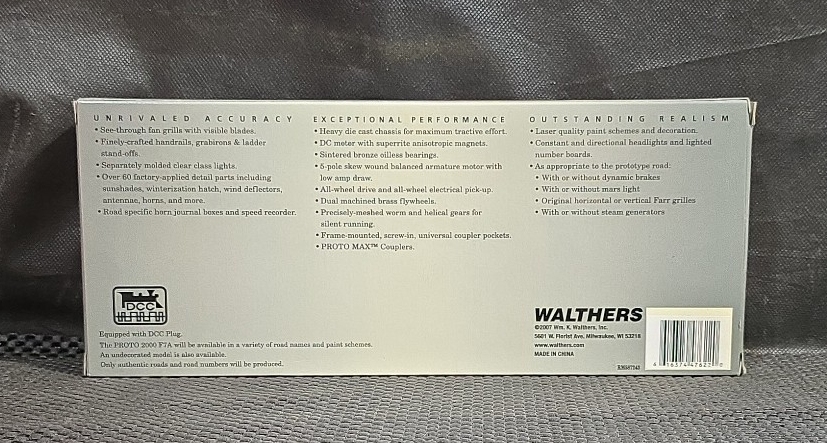 UNRIVALED ACCURACY
• See-through fan grills with visible blades.
• Finely-crafted handrails, grabirons & ladder
stand-offs.
• Separately molded clear class lights.
• Over 60 factory-applied detail parts including
sunshades, winterization hatch, wind deflectors,
antennae, horns, and more.
• Road specific horn journal boxes and speed recorder.
EXCEPTIONAL PERFORMANCE
• Heavy die cast chassis for maximum tractive effort.
• DC motor with superrite anisotropic magnets.
• Sintered bronze oilless bearings.
• 5-pole skew wound balanced armature motor with
low amp draw.
• All-wheel drive and all-wheel electrical pick-up.
• Dual machined brass flywheels.
• Precisely-meshed worm and helical gears for
silent running.
• Frame-mounted, screw-in, universal coupler pockets.
• PROTO MAX™ Couplers.
OUTSTANDING REALISM
• Laser quality paint schemes and decoration.
• Constant and directional headlights and lighted
number boards.
• As appropriate to the prototype road:
• With or without dynamic brakes
• With or without mars light
• Original horizontal or vertical Farr grilles
• With or without steam generators
DCC
Equipped with DCC Plug.
The PROTO 2000 F7A will be available in a variety of road names and paint schemes.
An undecorated model is also available.
Only authentic roads and road numbers will be produced.
WALTHERS
©2007 Wm. K. Walthers, Inc.
5601 W. Florist Ave, Milwaukee, WI 53218
www.walthers.com
MADE IN CHINA